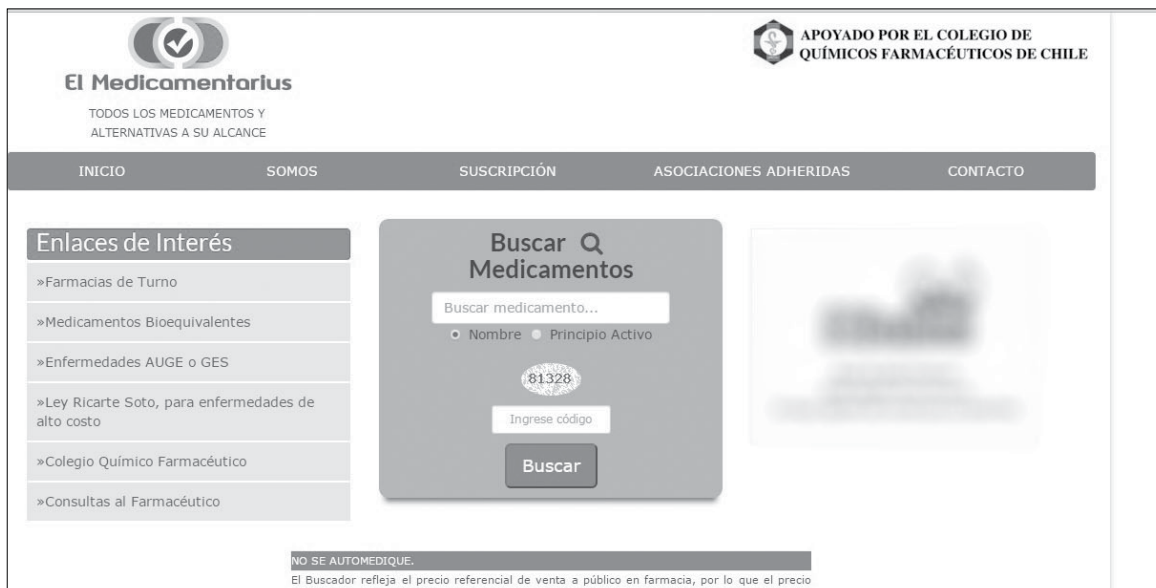 El Medicamentarius
TODOS LOS MEDICAMENTOS Y
ALTERNATIVAS A SU ALCANCE
APOYADO POR EL COLEGIO DE
QUÍMICOS FARMACÉUTICOS DE CHILE
INICIO SOMOS SUSCRIPCIÓN ASOCIACIONES ADHERIDAS CONTACTO
Enlaces de Interés
»Farmacias de Turno
»Medicamentos Bioequivalentes
»Enfermedades AUGE o GES
»Ley Ricarte Soto, para enfermedades de
alto costo
»Colegio Químico Farmacéutico
»Consultas al Farmacéutico
Buscar
Medicamentos
Buscar medicamento...
Nombre Principio Activo
81328
Ingrese código
Buscar
NO SE AUTOMEDIQUE.
El Buscador refleja el precio referencial de venta a público en farmacia, por lo que el precio